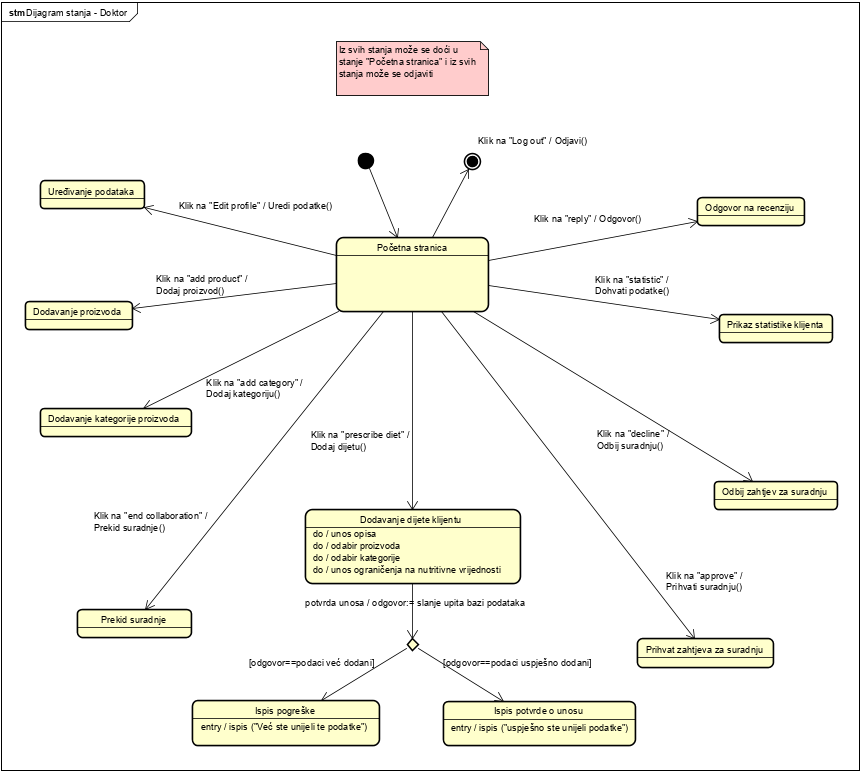 stm Dijagram stanja - Doktor
Iz svih stanja može se doći u
stanje "Početna stranica" i iz svih
stanja može se odjaviti
Klik na "Log out" / Odjavi()
Uređivanje podataka
Klik na "Edit profile" / Uredi podatke()
Odgovor na recenziju
Klik na "reply" / Odgovor()
Početna stranica
Klik na "add product" /
Dodaj proizvod()
Klik na "statistic" /
Dohvati podatke()
Dodavanje proizvoda
Prikaz statistike klijenta
Klik na "add category" /
Dodaj kategoriju()
Dodavanje kategorije proizvoda
Klik na "prescribe diet" /
Dodaj dijetu()
Klik na "decline" /
Odbij suradnju()
Odbij zahtjev za suradnju
Klik na "end collaboration" /
Prekid suradnje()
Dodavanje dijete klijentu
do / unos opisa
do / odabir proizvoda
do / odabir kategorije
do / unos ograničenja na nutritivne vrijednosti
Klik na "approve" /
Prihvati suradnju()
potvrda unosa / odgovor:= slanje upita bazi podataka
Prekid suradnje
Prihvat zahtjeva za suradnju
[odgovor==podaci već dodani]
[odgovor==podaci uspješno dodani]
Ispis pogreške
entry / ispis ("Već ste unijeli te podatke")
Ispis potvrde o unosu
entry / ispis ("uspješno ste unijeli podatke")